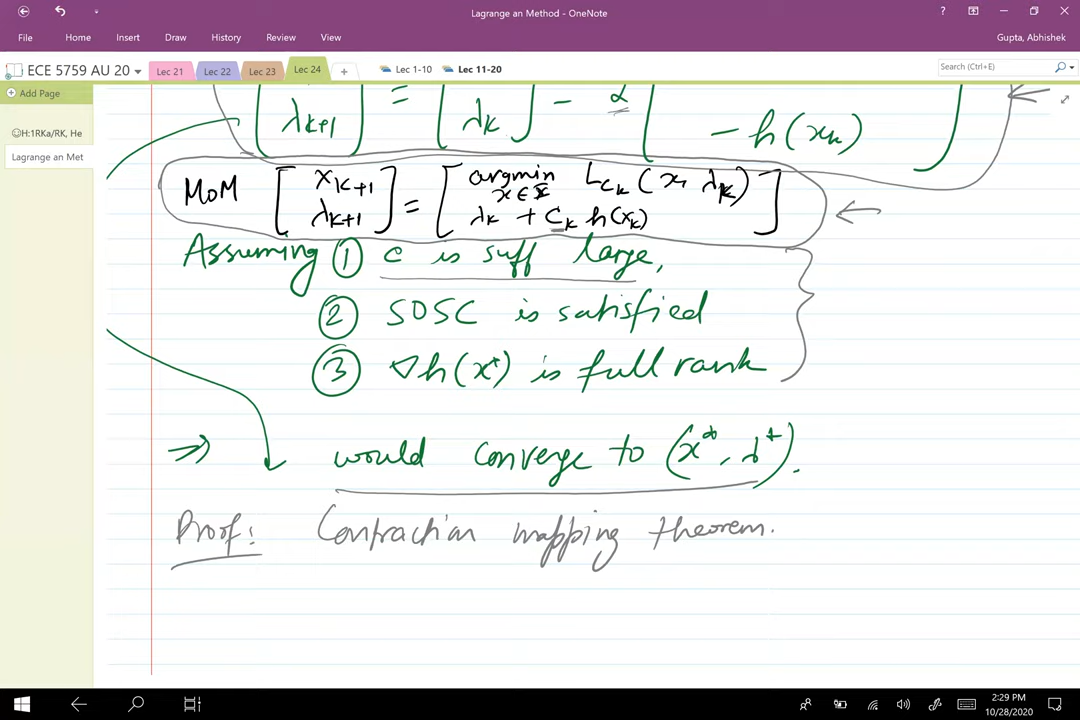 Lagrange an Method - OneNote
File Home Insert Draw History Review View Gupta, Abhishek
ECE 5759 AU 20 Lec 21 Lec 22 Lec 23 Lec 24 + Lec 1-10 Lec 11-20 Search (Ctrl+E)
Add Page
H:1RKa/RK, He
Lagrange an Met
[ λk+1 ] = [ λk ] - α [ - h(xk) ]
MoM [ xk+1 λk+1 ] = [ argmin x∈X Lck(x, λk) λk + Ck h(xk) ]
Assuming ① c is suff large,
② SOSC is satisfied
③ ∇h(x*) is full rank
⇒ would converge to (x*, λ*).
Proof: Contraction mapping theorem.
2:29 PM
10/28/2020